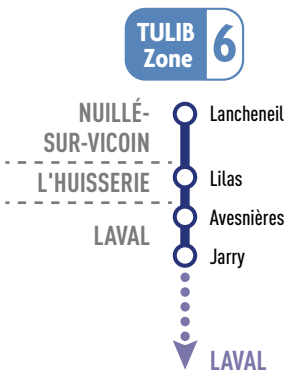 TULIB
Zone
6
NUILLÉ-
SUR-VICOIN
Lancheneil
L'HUISSERIE
Lilas
LAVAL
Avesnières
Jarry
LAVAL